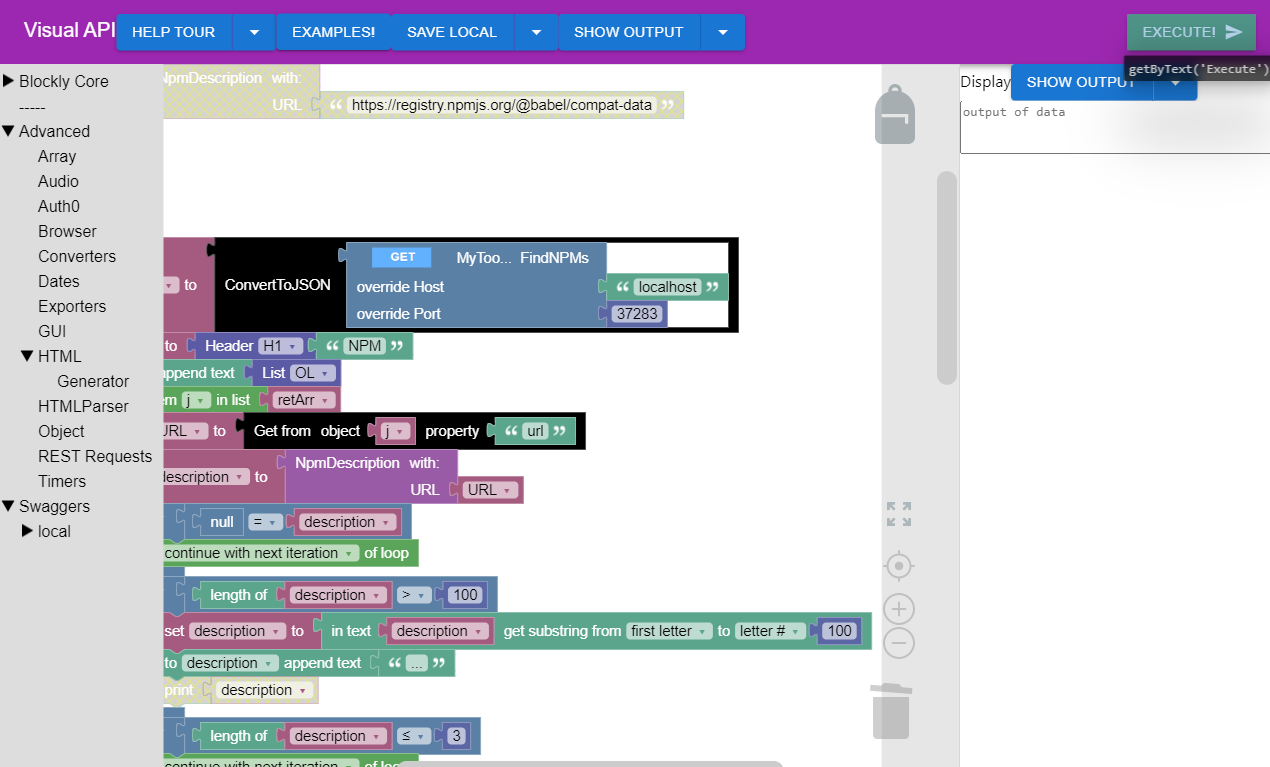 Visual API
HELP TOUR
EXAMPLES!
SAVE LOCAL
SHOW OUTPUT
EXECUTE!
getByText('Execute')
Blockly Core
-----
Advanced
Array
Audio
Auth0
Browser
Converters
Dates
Exporters
GUI
HTML
Generator
HTMLParser
Object
REST Requests
Timers
Swaggers
local
NpmDescription with:
URL “ https://registry.npmjs.org/@babel/compat-data ”
to ConvertToJSON GET MyToo... FindNPMs
override Host “ localhost ”
override Port 37283
to Header H1 “ NPM ”
append text List OL
j in list retArr
URL to Get from object j property “ url ”
description to NpmDescription with:
URL URL
null = description
continue with next iteration of loop
length of description > 100
set description to in text description get substring from first letter to letter # 100
to description append text “ ... ”
print description
length of description ≤ 3
continue with next iteration of loop
Display SHOW OUTPUT
output of data